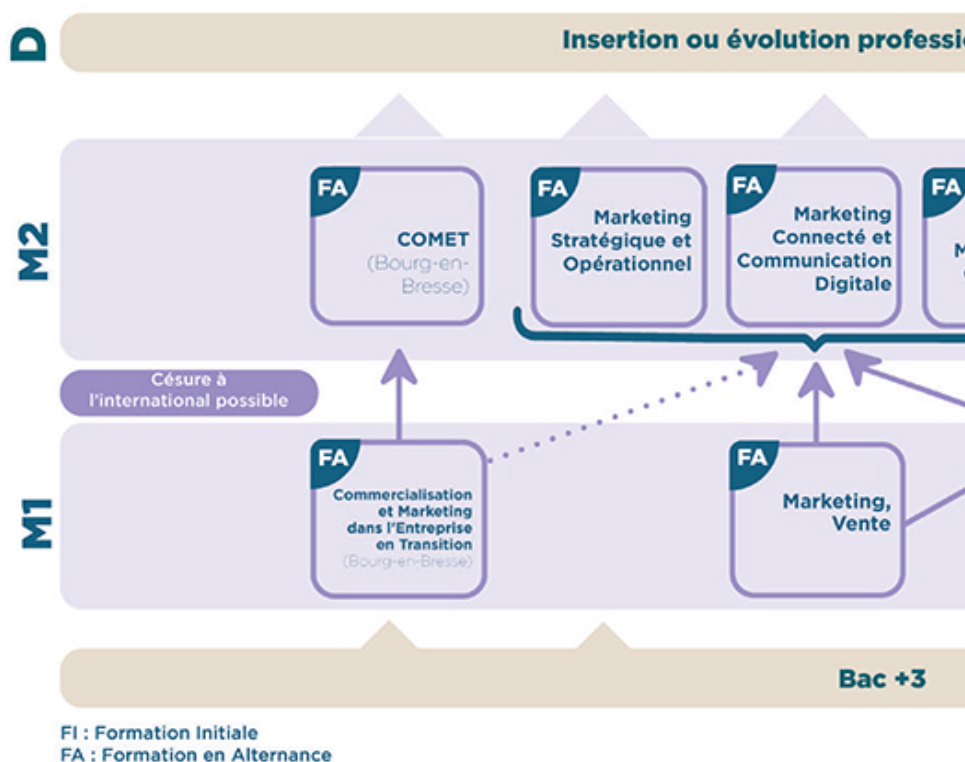 D
Insertion ou évolution professi
M2
FA
COMET
(Bourg-en-
Bresse)
FA
Marketing
Stratégique et
Opérationnel
FA
Marketing
Connecté et
Communication
Digitale
FA
M
Césure à
l'international possible
M1
FA
Commercialisation
et Marketing
dans l'Entreprise
en Transition
(Bourg-en-Bresse)
FA
Marketing,
Vente
Bac +3
FI : Formation Initiale
FA : Formation en Alternance